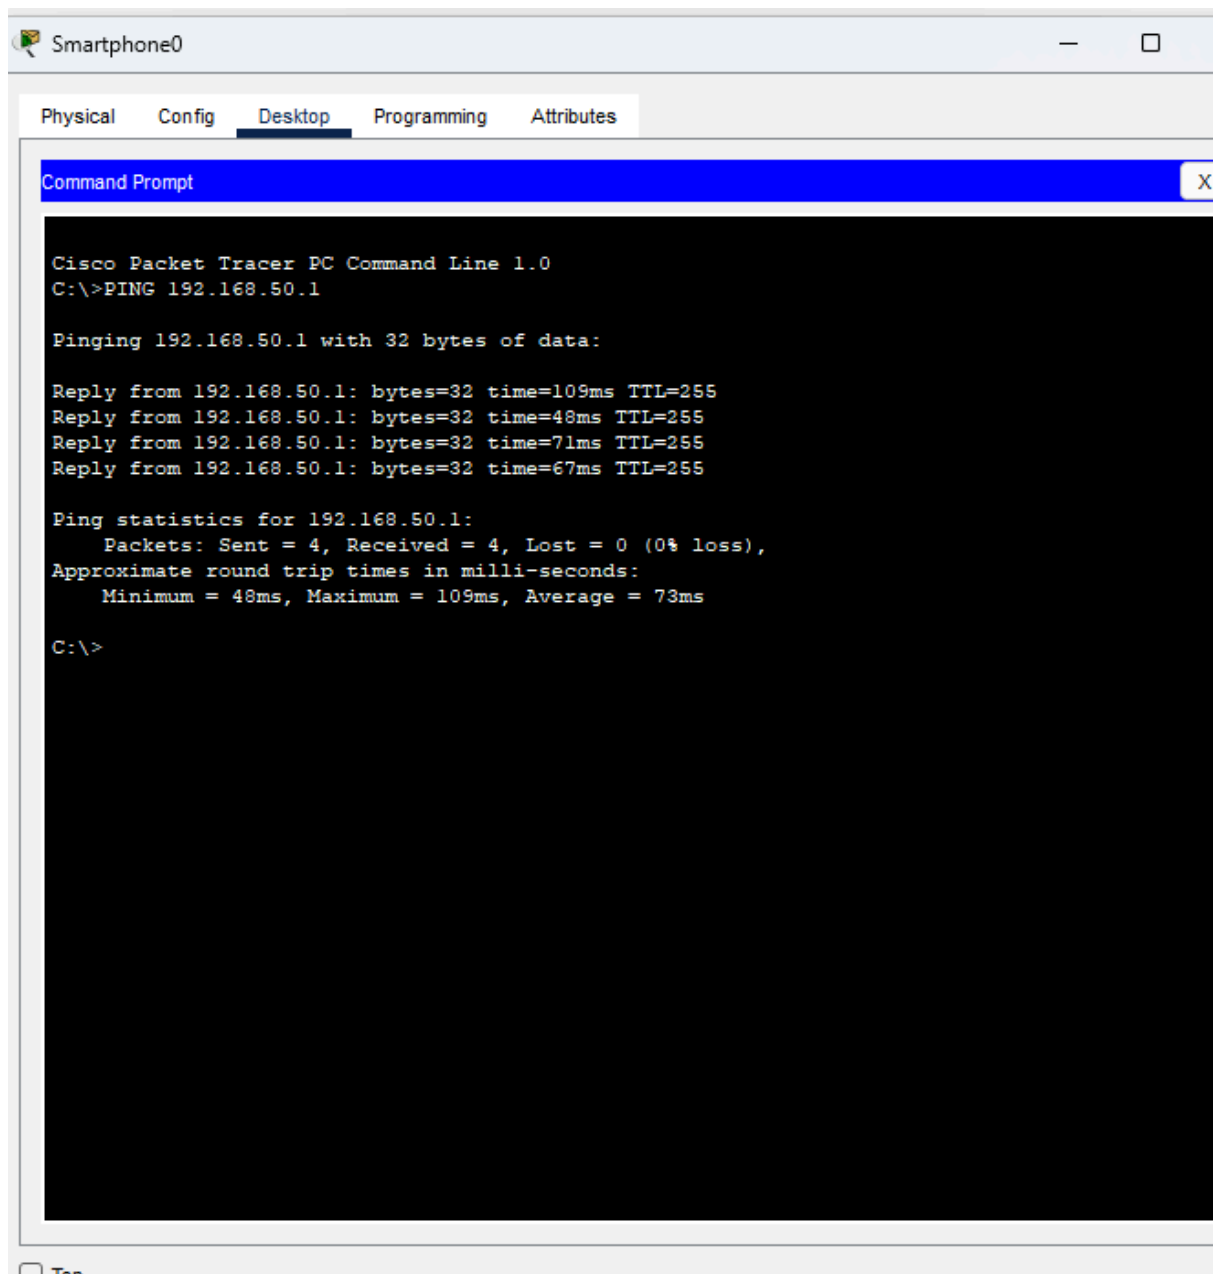 Smartphone0
Physical Config Desktop Programming Attributes
Command Prompt X
Cisco Packet Tracer PC Command Line 1.0
C:\>PING 192.168.50.1
Pinging 192.168.50.1 with 32 bytes of data:
Reply from 192.168.50.1: bytes=32 time=109ms TTL=255
Reply from 192.168.50.1: bytes=32 time=48ms TTL=255
Reply from 192.168.50.1: bytes=32 time=71ms TTL=255
Reply from 192.168.50.1: bytes=32 time=67ms TTL=255
Ping statistics for 192.168.50.1:
Packets: Sent = 4, Received = 4, Lost = 0 (0% loss),
Approximate round trip times in milli-seconds:
Minimum = 48ms, Maximum = 109ms, Average = 73ms
C:\>
Top